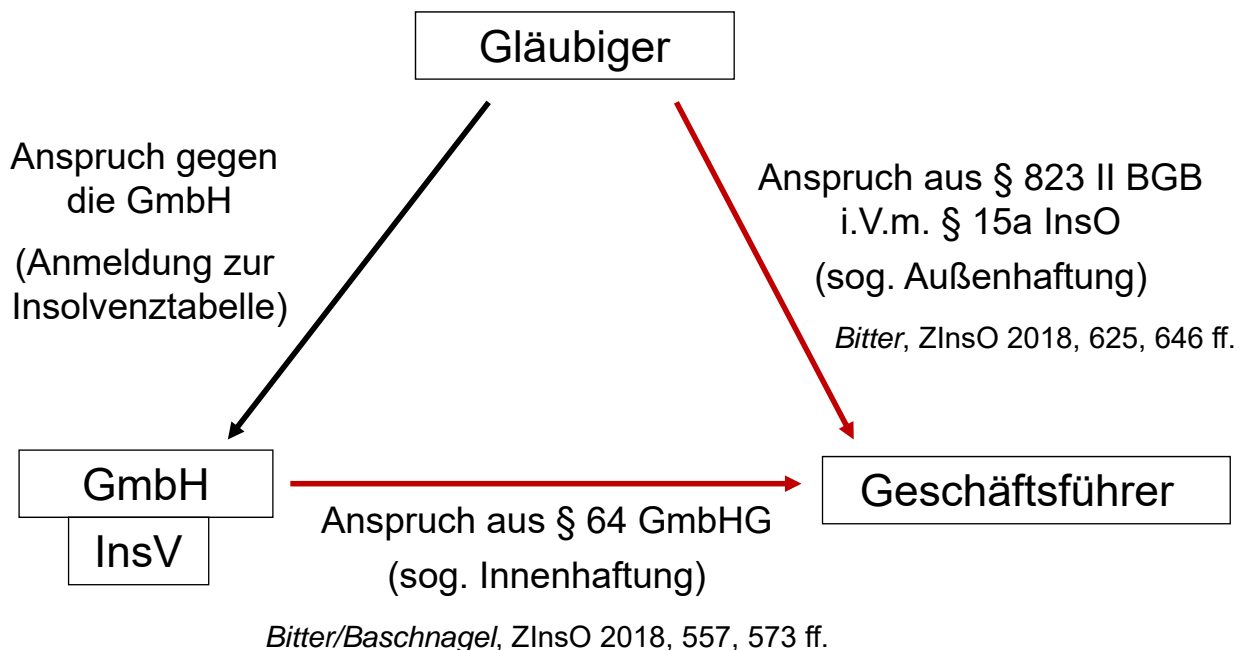 Gläubiger
Anspruch gegen
die GmbH
(Anmeldung zur
Insolvenztabelle)
Anspruch aus § 823 II BGB
i.V.m. § 15a InsO
(sog. Außenhaftung)
Bitter, ZInsO 2018, 625, 646 ff.
GmbH
InsV
Anspruch aus § 64 GmbHG
(sog. Innenhaftung)
Bitter/Baschnagel, ZInsO 2018, 557, 573 ff.
Geschäftsführer